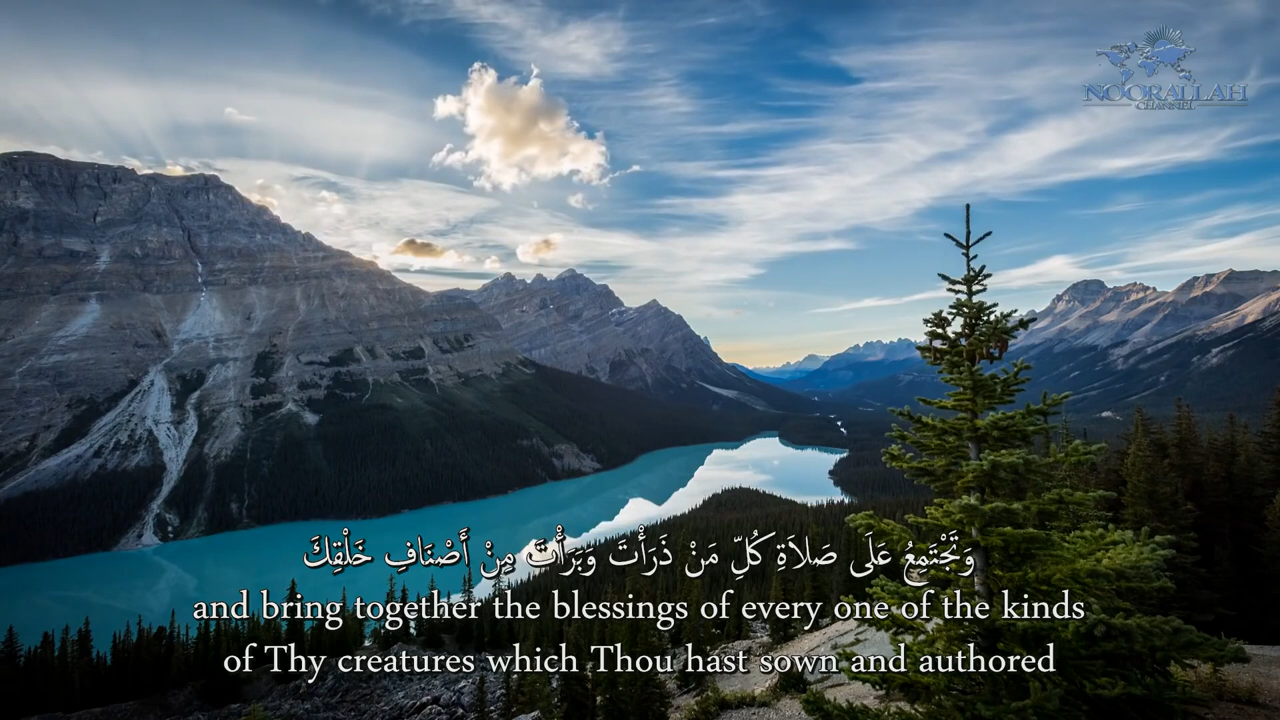 NOORALLAH
CHANNEL
وَتَجْتَمِعُ عَلَى صَلاَةِ كُلِّ مَنْ ذَرَأْتَ وَبَرَأْتَ مِنْ أَصْنَافِ خَلْقِكَ
and bring together the blessings of every one of the kinds
of Thy creatures which Thou hast sown and authored